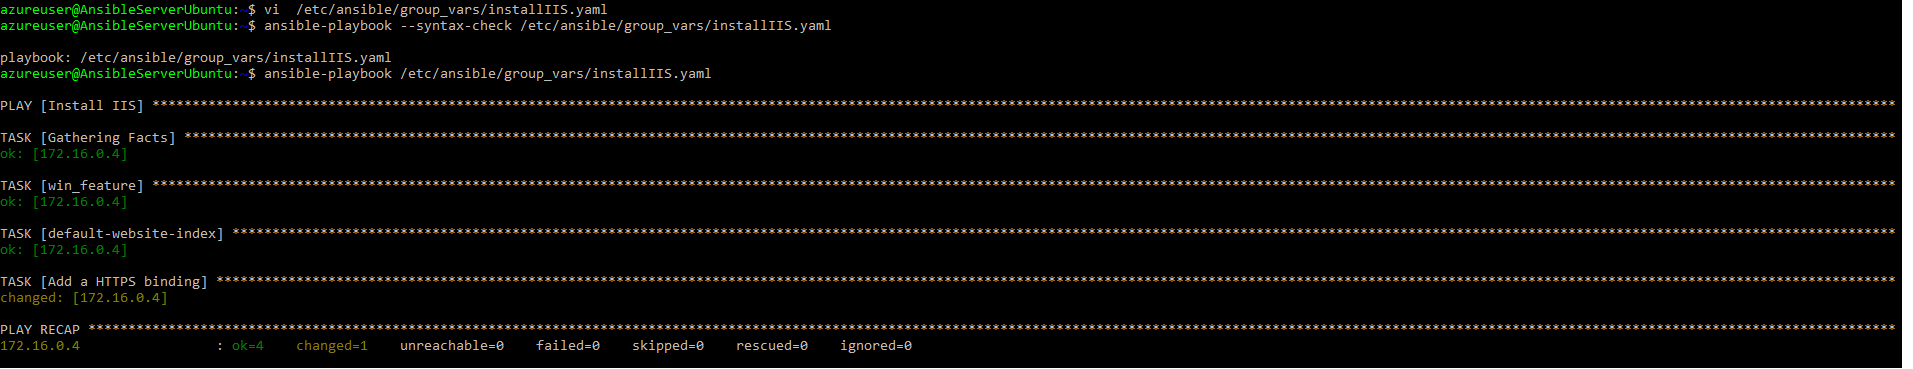 azureuser@AnsibleServerUbuntu:~$ vi  /etc/ansible/group_vars/installIIS.yaml
azureuser@AnsibleServerUbuntu:~$ ansible-playbook --syntax-check /etc/ansible/group_vars/installIIS.yaml
playbook: /etc/ansible/group_vars/installIIS.yaml
azureuser@AnsibleServerUbuntu:~$ ansible-playbook /etc/ansible/group_vars/installIIS.yaml
PLAY [Install IIS] **************************************************************************************************************************************************************************************************************************
TASK [Gathering Facts] **********************************************************************************************************************************************************************************************************************
ok: [172.16.0.4]
TASK [win_feature] **************************************************************************************************************************************************************************************************************************
ok: [172.16.0.4]
TASK [default-website-index] ****************************************************************************************************************************************************************************************************************
ok: [172.16.0.4]
TASK [Add a HTTPS binding] ******************************************************************************************************************************************************************************************************************
changed: [172.16.0.4]
PLAY RECAP **********************************************************************************************************************************************************************************************************************************
172.16.0.4                 : ok=4    changed=1    unreachable=0    failed=0    skipped=0    rescued=0    ignored=0